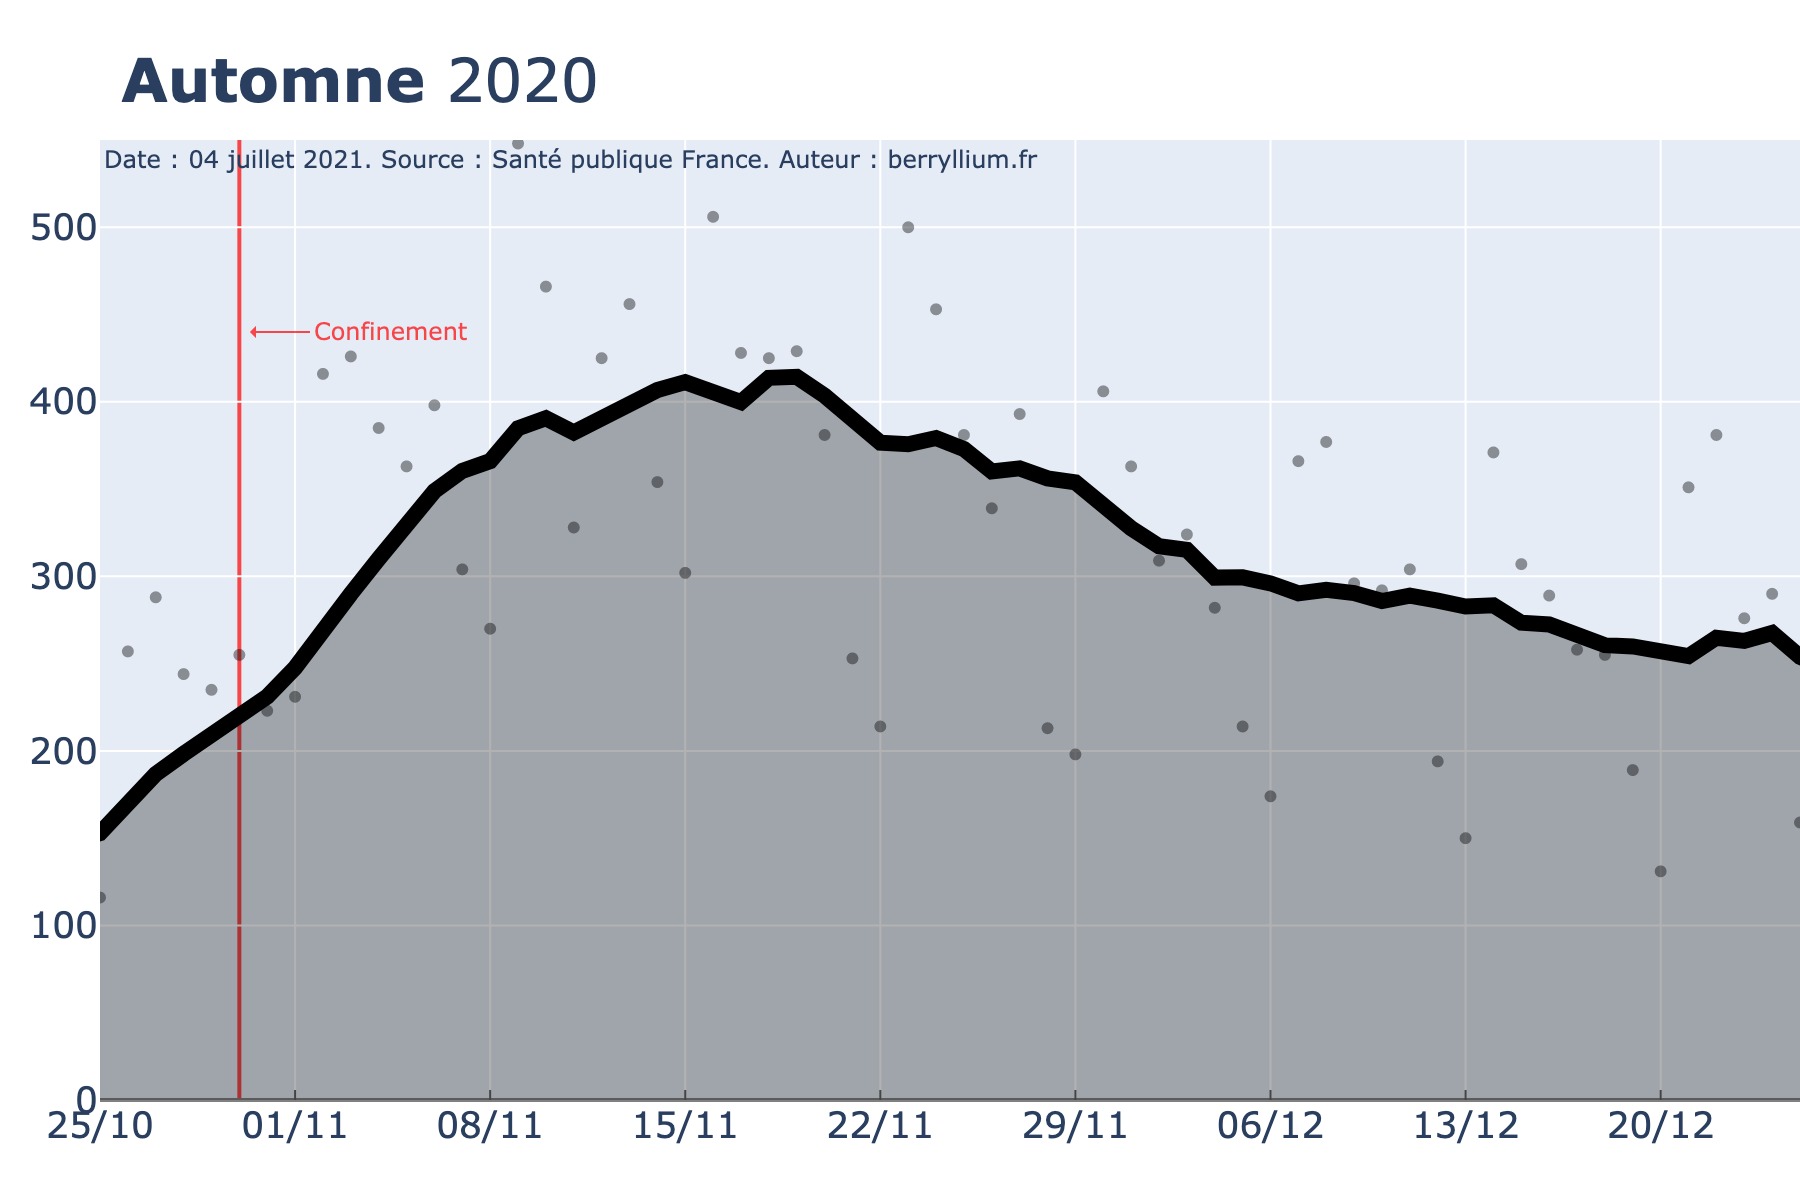 Automne 2020
Date : 04 juillet 2021. Source : Santé publique France. Auteur : berryllium.fr
500
Confinement
400
300
200
100
0
25/10 01/11 08/11 15/11 22/11 29/11 06/12 13/12 20/12